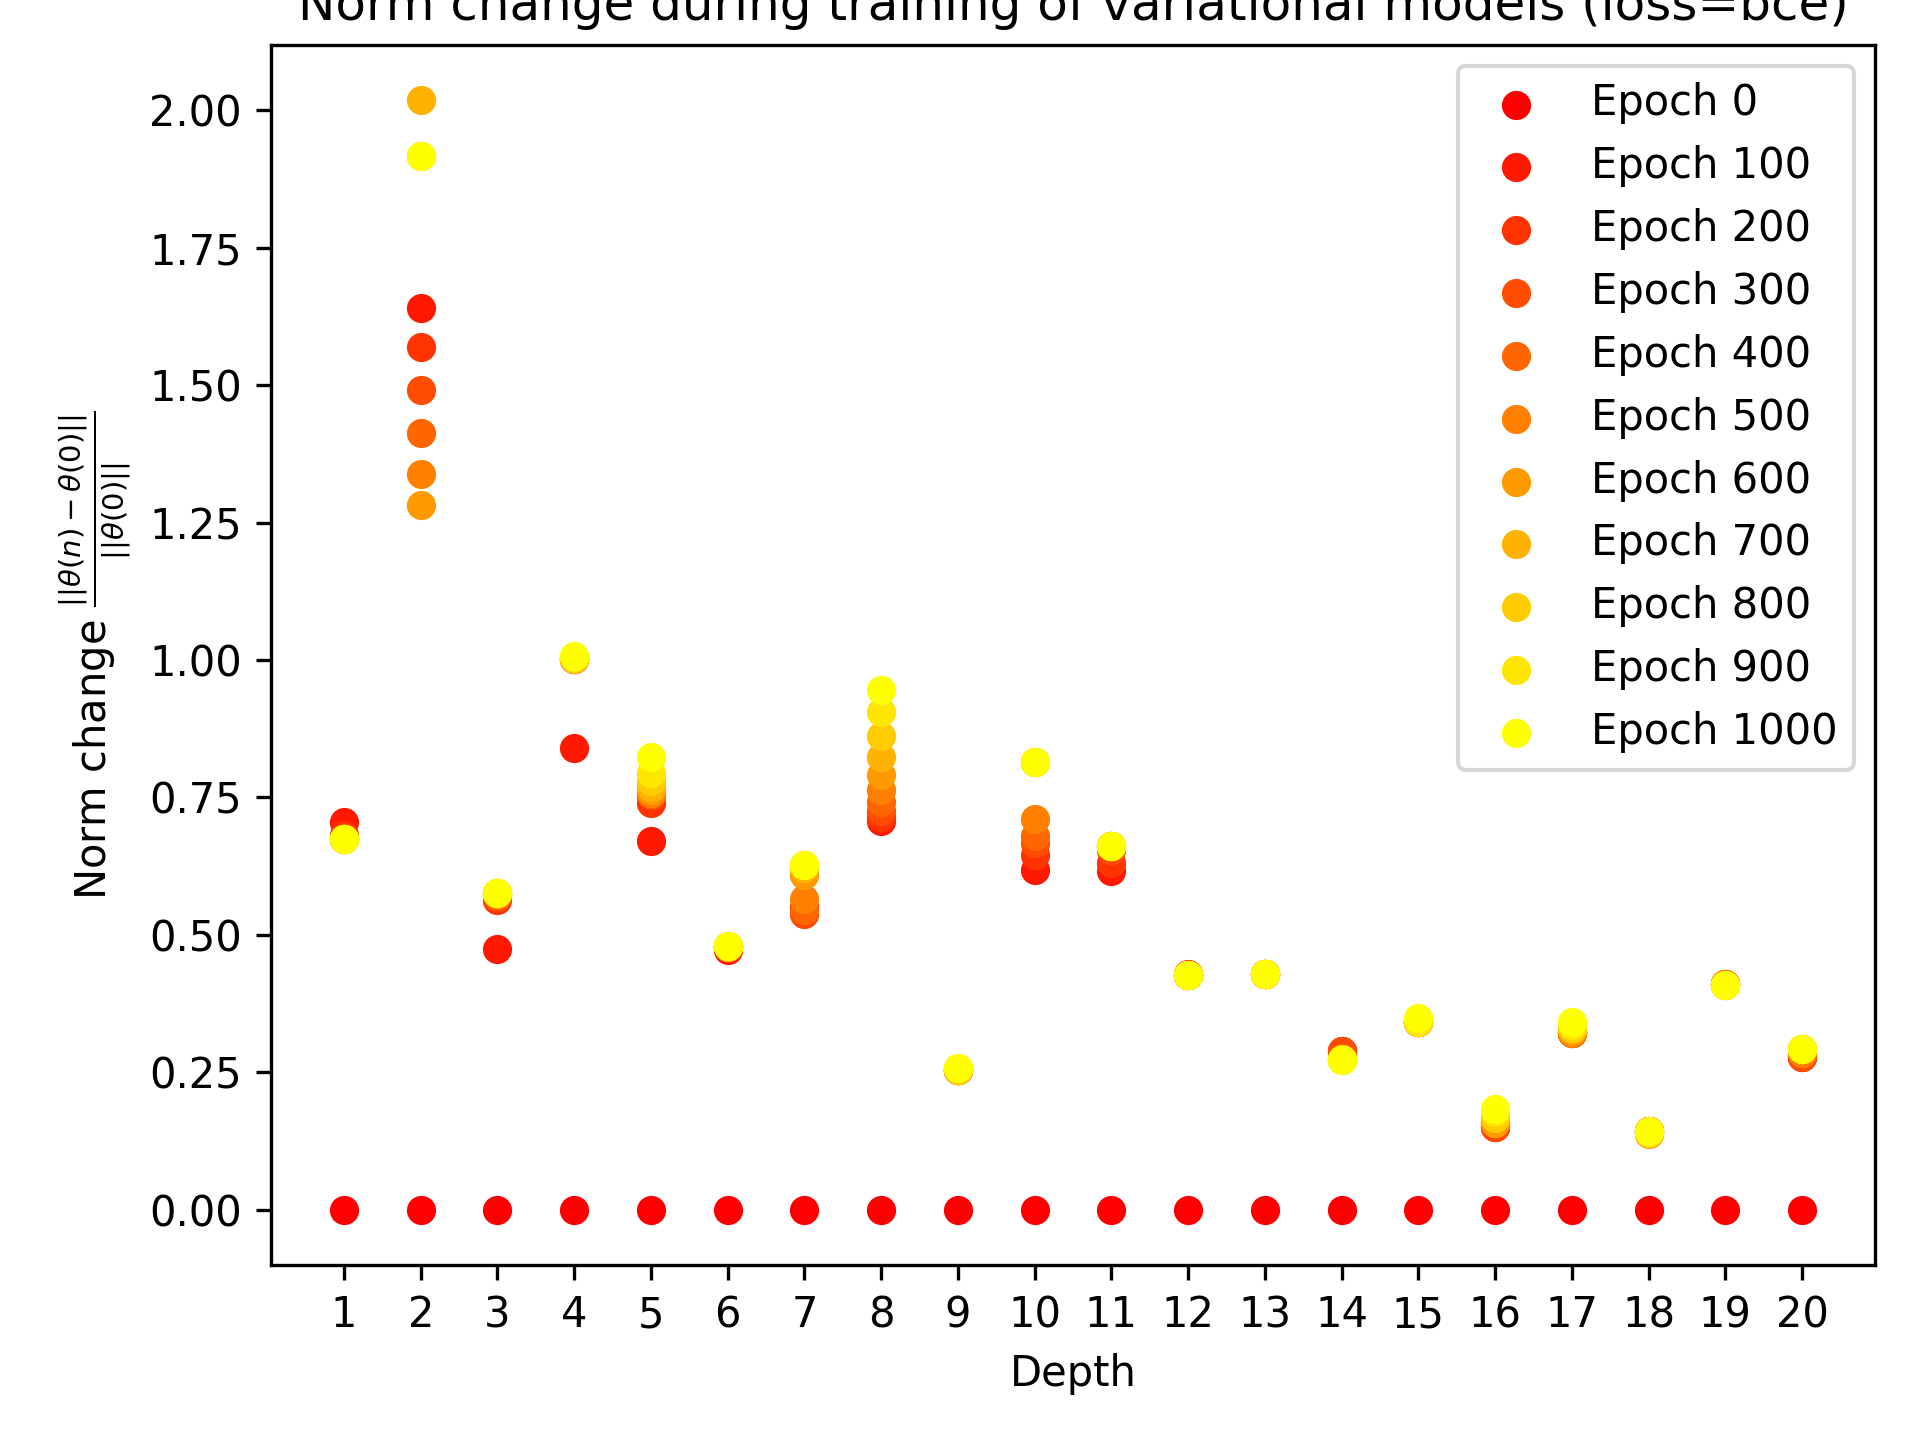 Norm change during training of variational models (loss=bce)
2.00
1.75
1.50
1.25
1.00
0.75
0.50
0.25
0.00
Norm change ||θ(n) − θ(0)|| / ||θ(0)||
Epoch 0
Epoch 100
Epoch 200
Epoch 300
Epoch 400
Epoch 500
Epoch 600
Epoch 700
Epoch 800
Epoch 900
Epoch 1000
1 2 3 4 5 6 7 8 9 10 11 12 13 14 15 16 17 18 19 20
Depth